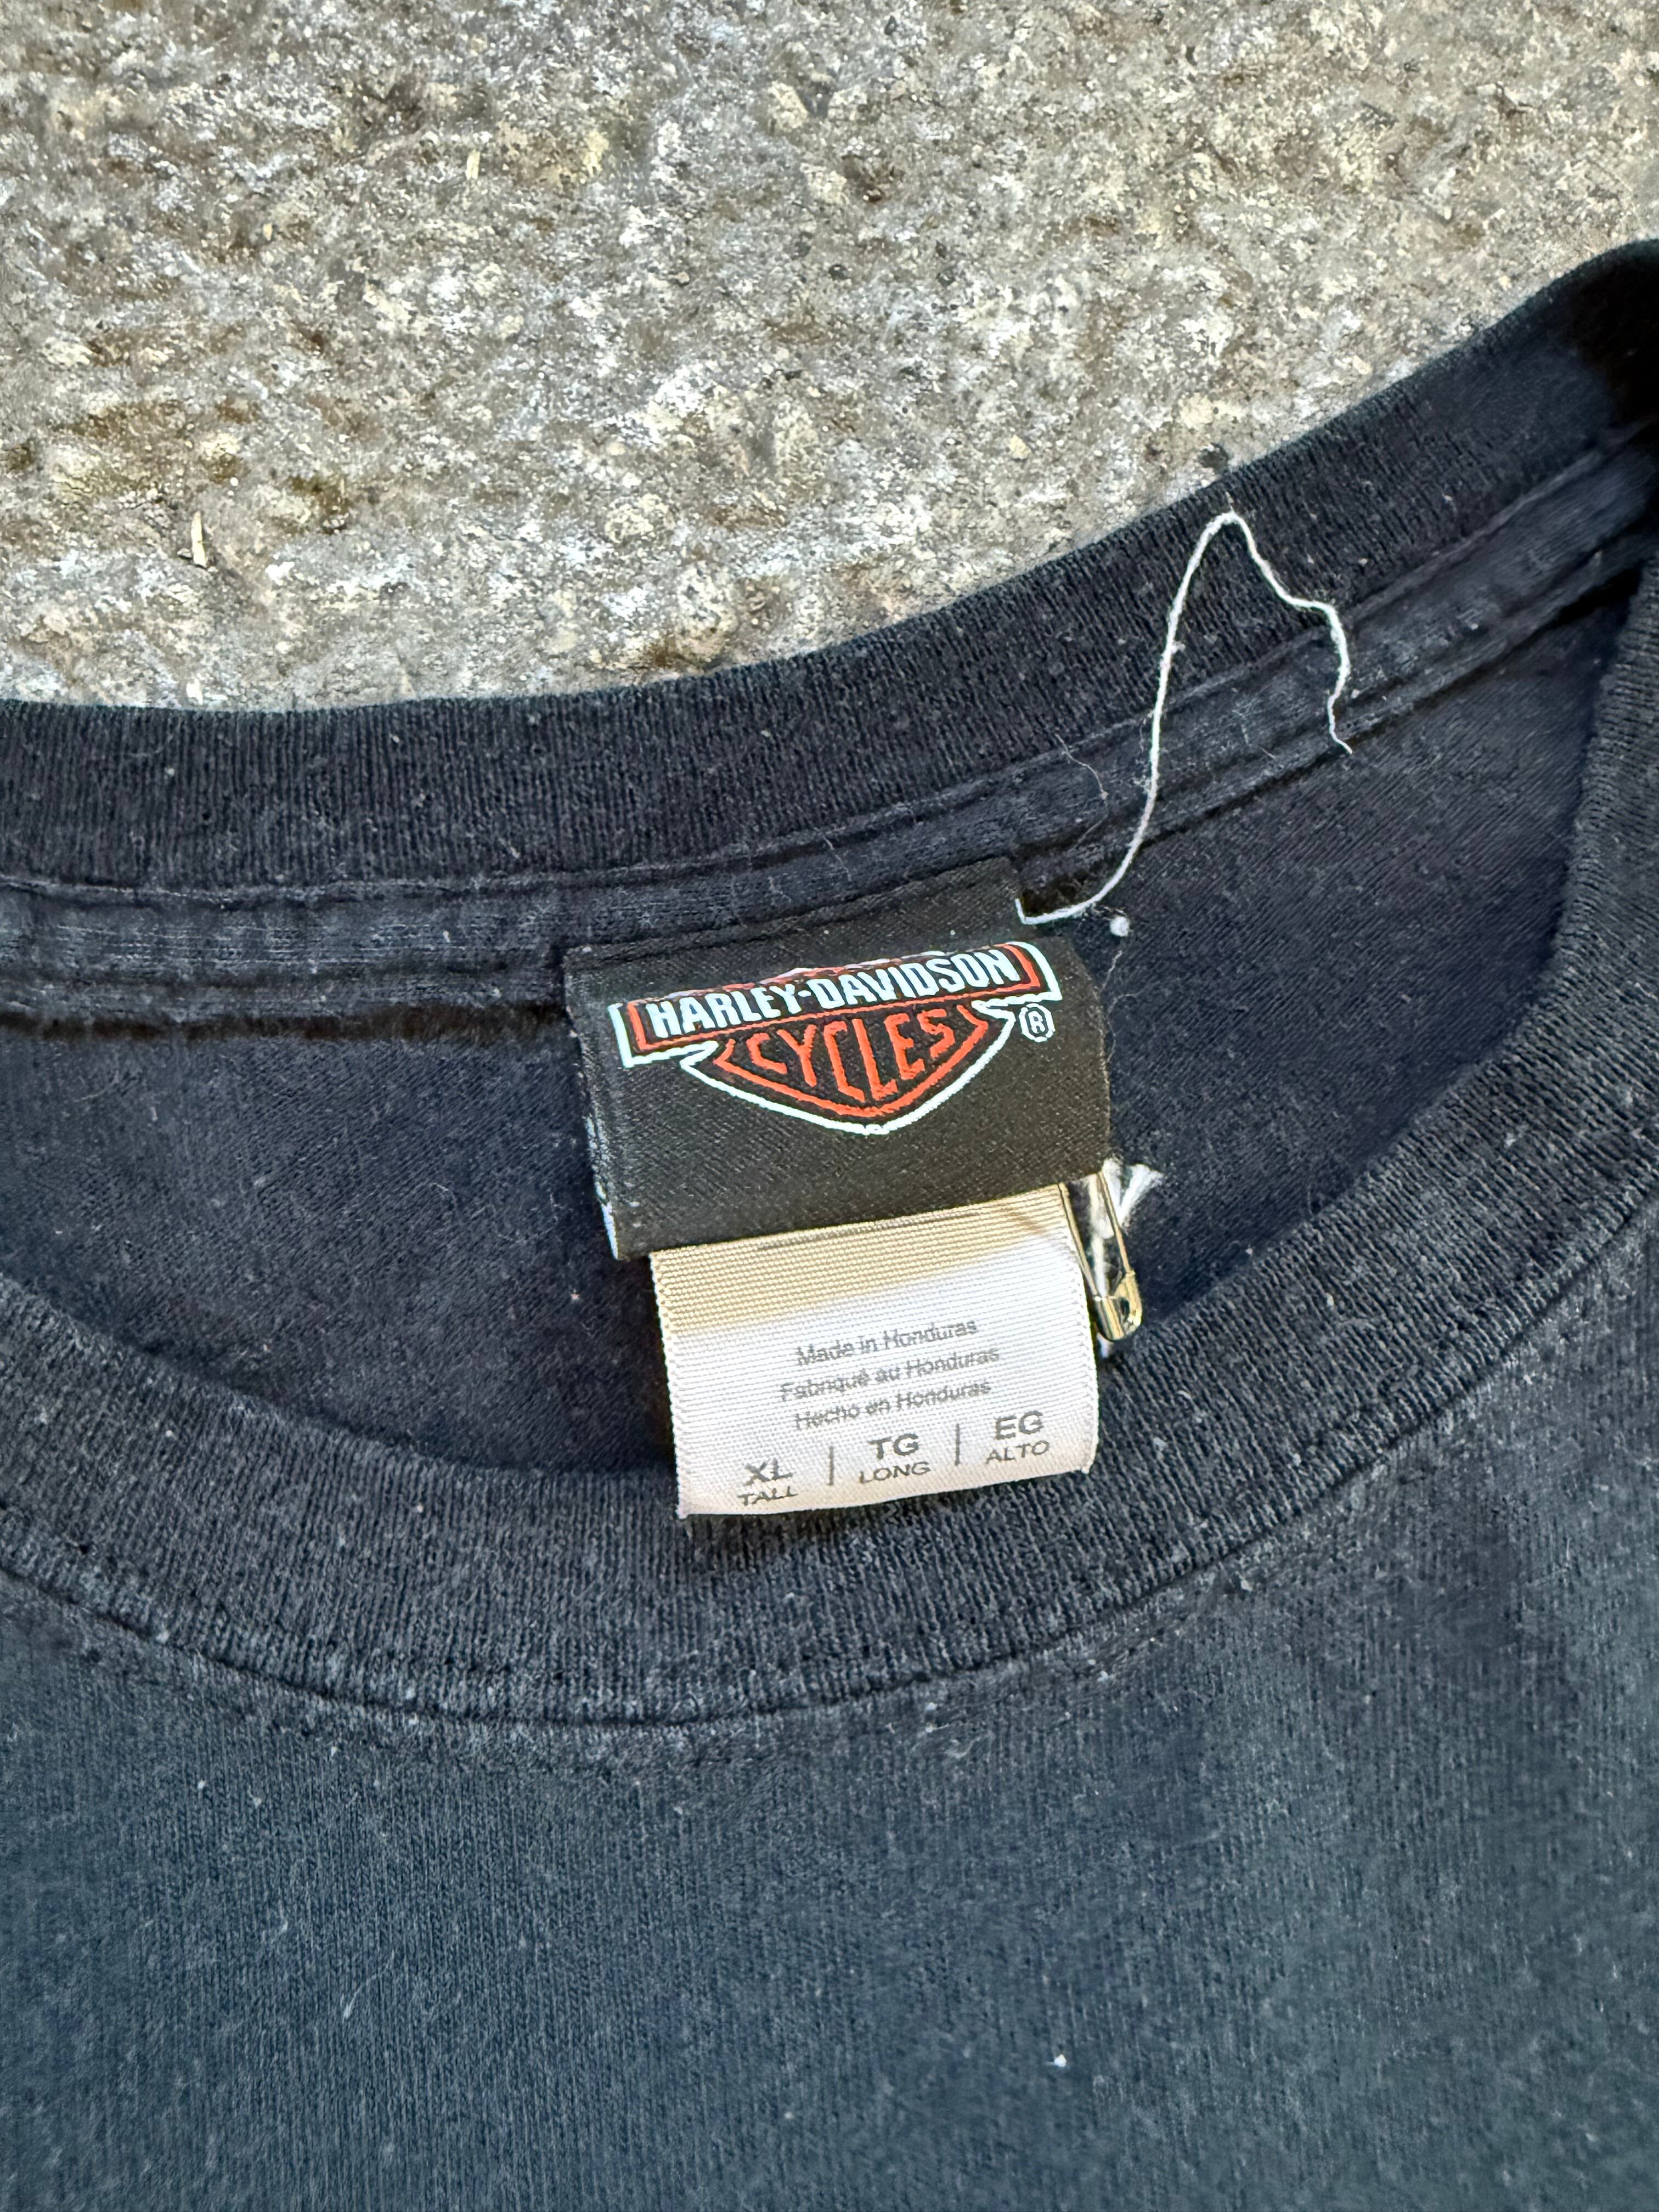 HARLEY-DAVIDSON
CYCLES ®
Made in Honduras
Fabriqué au Honduras
Hecho en Honduras
XL | TG | EG
TALL LONG ALTO